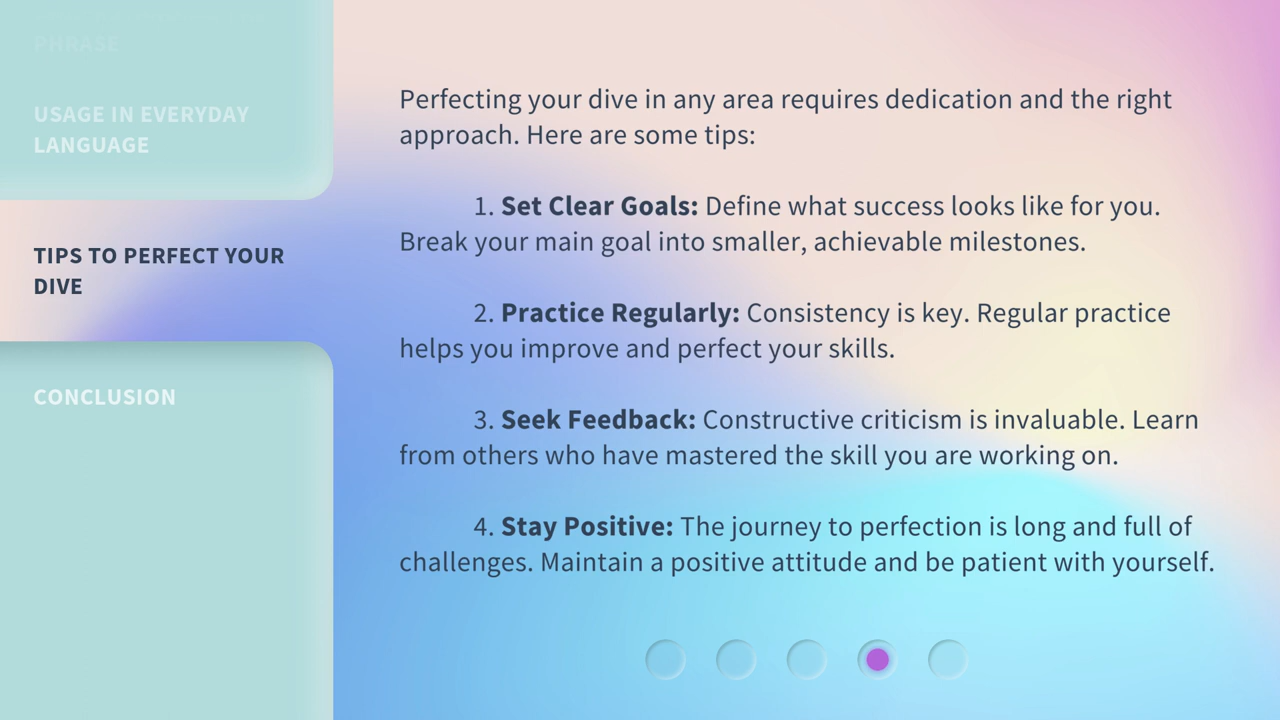 PHRASE
USAGE IN EVERYDAY
LANGUAGE
TIPS TO PERFECT YOUR
DIVE
CONCLUSION
Perfecting your dive in any area requires dedication and the right
approach. Here are some tips:
1. Set Clear Goals: Define what success looks like for you.
Break your main goal into smaller, achievable milestones.
2. Practice Regularly: Consistency is key. Regular practice
helps you improve and perfect your skills.
3. Seek Feedback: Constructive criticism is invaluable. Learn
from others who have mastered the skill you are working on.
4. Stay Positive: The journey to perfection is long and full of
challenges. Maintain a positive attitude and be patient with yourself.